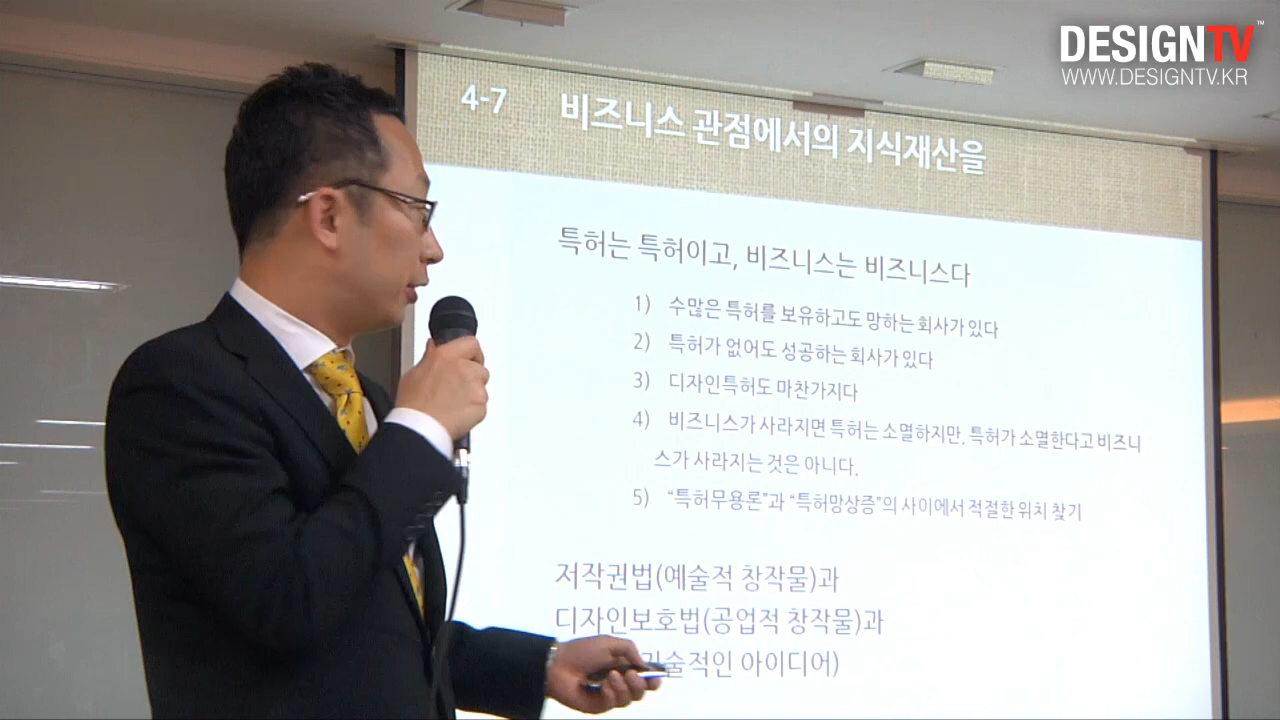 DESIGNTV™
WWW.DESIGNTV.KR
4-7 비즈니스 관점에서의 지식재산을
특허는 특허이고, 비즈니스는 비즈니스다
1) 수많은 특허를 보유하고도 망하는 회사가 있다
2) 특허가 없어도 성공하는 회사가 있다
3) 디자인특허도 마찬가지다
4) 비즈니스가 사라지면 특허는 소멸하지만, 특허가 소멸한다고 비즈니
스가 사라지는 것은 아니다.
5) “특허무용론”과 “특허망상증”의 사이에서 적절한 위치 찾기
저작권법(예술적 창작물)과
디자인보호법(공업적 창작물)과
아이디어)